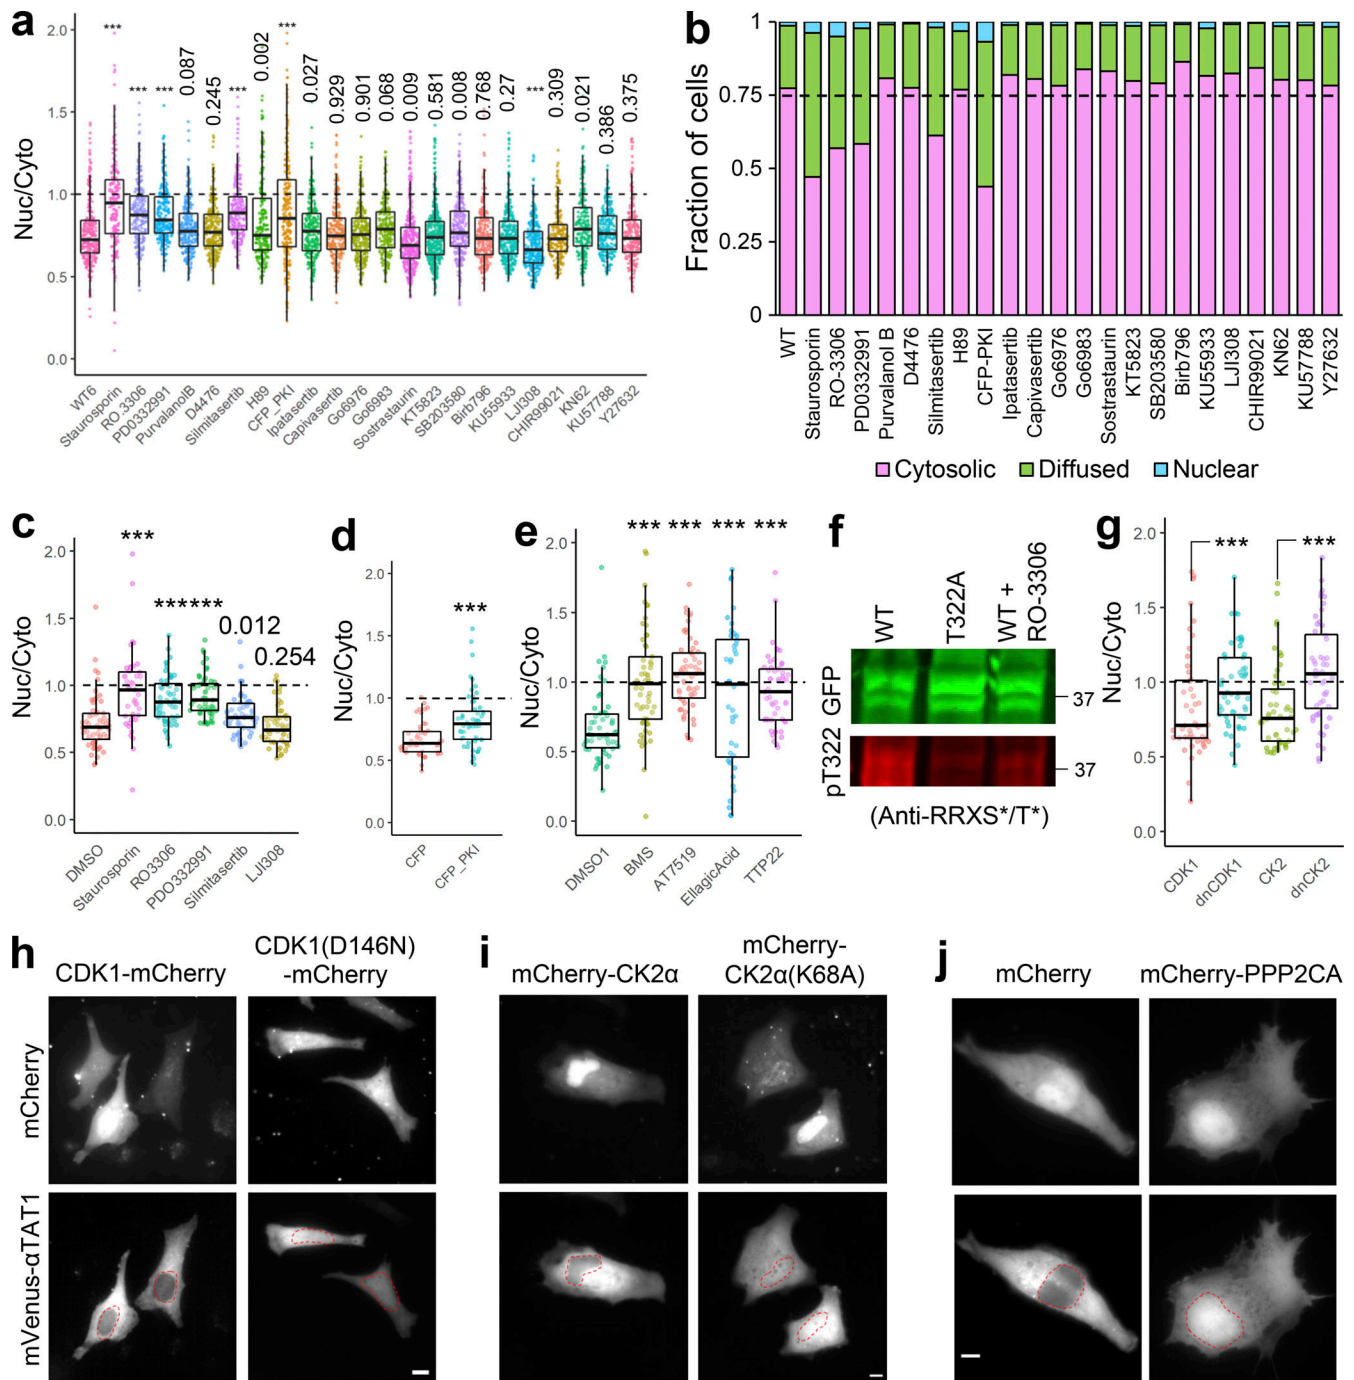 a
Nuc/Cyto
2.0
1.5
1.0
0.5
0.0
***
***
***
0.087
0.245
***
0.002
***
0.027
0.929
0.901
0.068
0.009
0.581
0.008
0.768
0.27
***
0.309
0.021
0.386
0.375
WT6
Staurosporin
RO-3306
PD0332991
PurvalanolB
D4476
Silmitasertib
H89
CFP_PKI
Ipatasertib
Capivasertib
Go6976
Go6983
Sostrastaurin
KT5823
SB203580
Birb796
KU55933
LJI308
CHIR99021
KN62
KU57788
Y27632
b
Fraction of cells
1
0.75
0.5
0.25
0
WT
Staurosporin
RO-3306
PD0332991
Purvalanol B
D4476
Silmitasertib
H89
CFP-PKI
Ipatasertib
Capivasertib
Go6976
Go6983
Sostrastaurin
KT5823
SB203580
Birb796
KU55933
LJI308
CHIR99021
KN62
KU57788
Y27632
Cytosolic Diffused Nuclear
c
Nuc/Cyto
2.0
1.5
1.0
0.5
0.0
***
***
***
0.012
0.254
DMSO
Staurosporin
RO3306
PDO332991
Silmitasertib
LJI308
d
Nuc/Cyto
2.0
1.5
1.0
0.5
0.0
***
CFP
CFP_PKI
e
Nuc/Cyto
2.0
1.5
1.0
0.5
0.0
*** *** *** ***
DMSO1
BMS
AT7519
EllagicAcid
TTP22
f
WT
T322A
WT +
RO-3306
GFP
37
pT322
37
(Anti-RRXS*/T*)
g
Nuc/Cyto
2.0
1.5
1.0
0.5
0.0
*** ***
CDK1
dnCDK1
CK2
dnCK2
h
CDK1-mCherry
CDK1(D146N)
-mCherry
mCherry
mVenus-αTAT1
i
mCherry-CK2α
mCherry-
CK2α(K68A)
j
mCherry
mCherry-PPP2CA